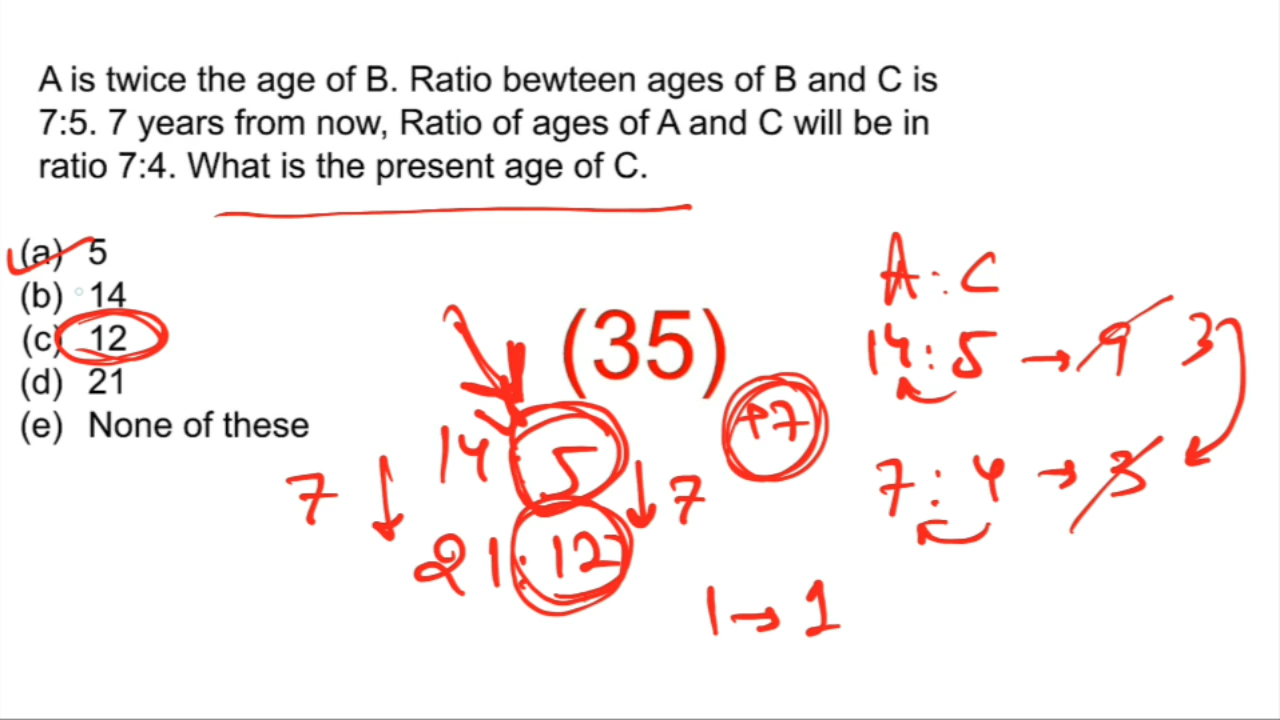 A is twice the age of B. Ratio bewteen ages of B and C is
7:5. 7 years from now, Ratio of ages of A and C will be in
ratio 7:4. What is the present age of C.
(a) 5
(b) 14
(c) 12
(d) 21
(e) None of these
(35)
A : C
14 : 5 → 9 3
+7
14 : 5
7 7
7 : 4 → 3
21 : 12
1 → 1